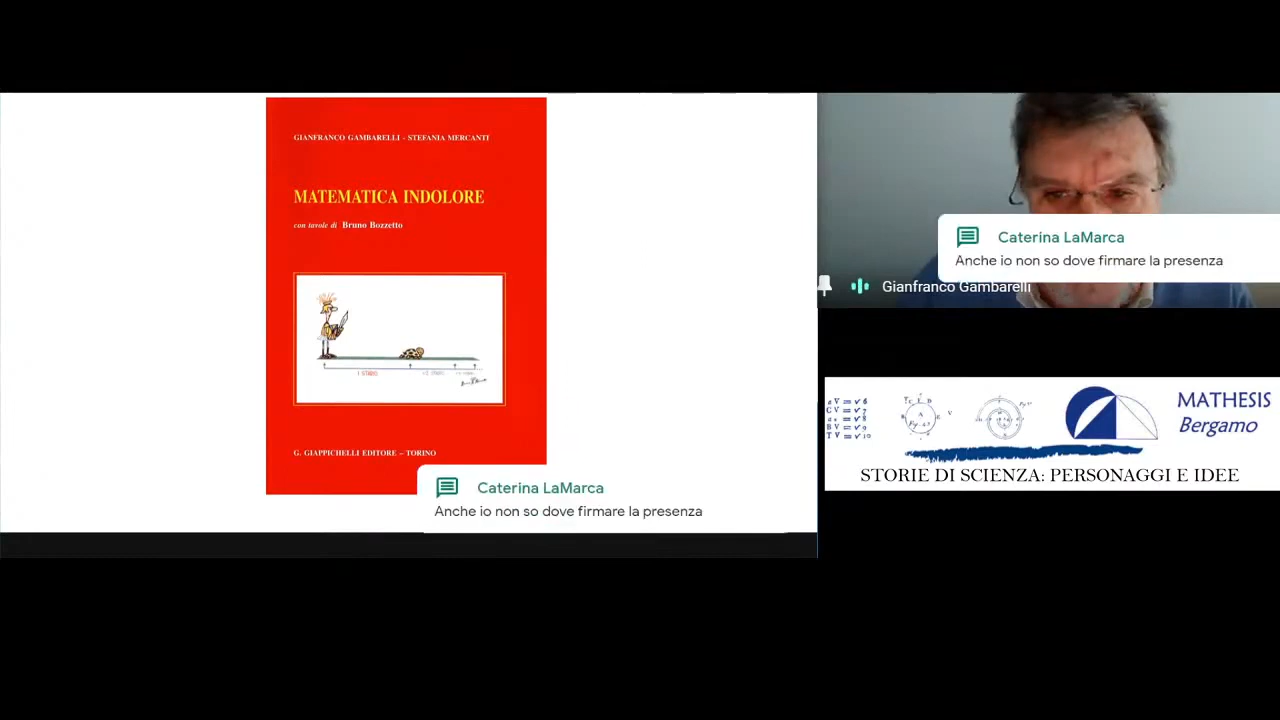 GIANFRANCO GAMBARELLI - STEFANIA MERCANTI
MATEMATICA INDOLORE
con tavole di Bruno Bozzetto
1 STADIO
G. GIAPPICHELLI EDITORE – TORINO
Caterina LaMarca
Anche io non so dove firmare la presenza
Caterina LaMarca
Anche io non so dove firmare la presenza
Gianfranco Gambarelli
MATHESIS
Bergamo
STORIE DI SCIENZA: PERSONAGGI E IDEE